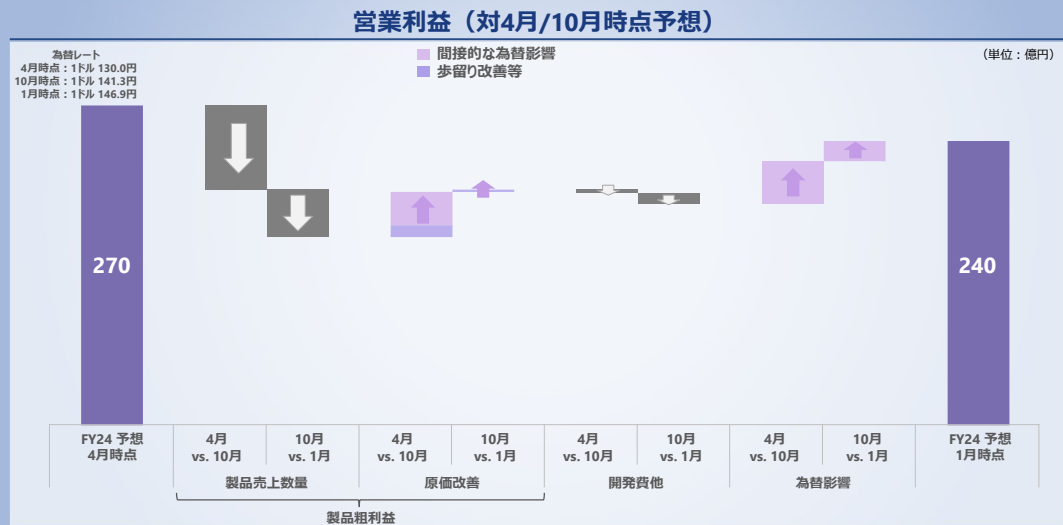 営業利益（対4月/10月時点予想）
為替レート
4月時点：1ドル 130.0円
10月時点：1ドル 141.3円
1月時点：1ドル 146.9円
間接的な為替影響
歩留り改善等
（単位：億円）
270
240
FY24 予想
4月時点
4月
vs. 10月
10月
vs. 1月
4月
vs. 10月
10月
vs. 1月
4月
vs. 10月
10月
vs. 1月
4月
vs. 10月
10月
vs. 1月
FY24 予想
1月時点
製品売上数量
原価改善
開発費他
為替影響
製品粗利益